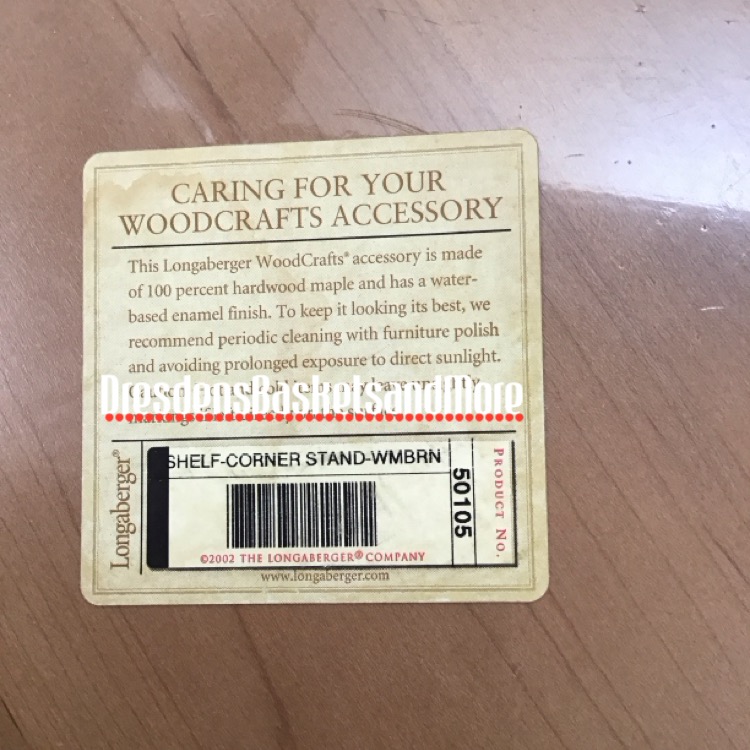 CARING FOR YOUR
WOODCRAFTS ACCESSORY
This Longaberger WoodCrafts® accessory is made
of 100 percent hardwood maple and has a water-
based enamel finish. To keep it looking its best, we
recommend periodic cleaning with furniture polish
and avoiding prolonged exposure to direct sunlight.
DresdensBasketsandMore
Longaberger®
SHELF-CORNER STAND-WMBRN
50105
PRODUCT NO.
©2002 THE LONGABERGER® COMPANY
www.longaberger.com